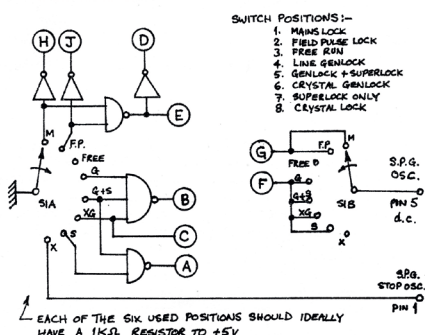 H
J
D
SWITCH POSITIONS:-
1. MAINS LOCK
2. FIELD PULSE LOCK
3. FREE RUN
4. LINE GENLOCK
5. GENLOCK + SUPERLOCK
6. CRYSTAL GENLOCK
7. SUPERLOCK ONLY
8. CRYSTAL LOCK
E
M
F.P.
FREE
G
G+S
XG
S
X
S1A
B
C
A
G
F
F.P.
M
FREE
G
G+S
XG
S
X
S1B
S.P.G.
OSC.
PIN 5
d.c.
S.P.G.
STOP OSC.
PIN 1
EACH OF THE SIX USED POSITIONS SHOULD IDEALLY
HAVE A 1KΩ RESISTOR TO +5V